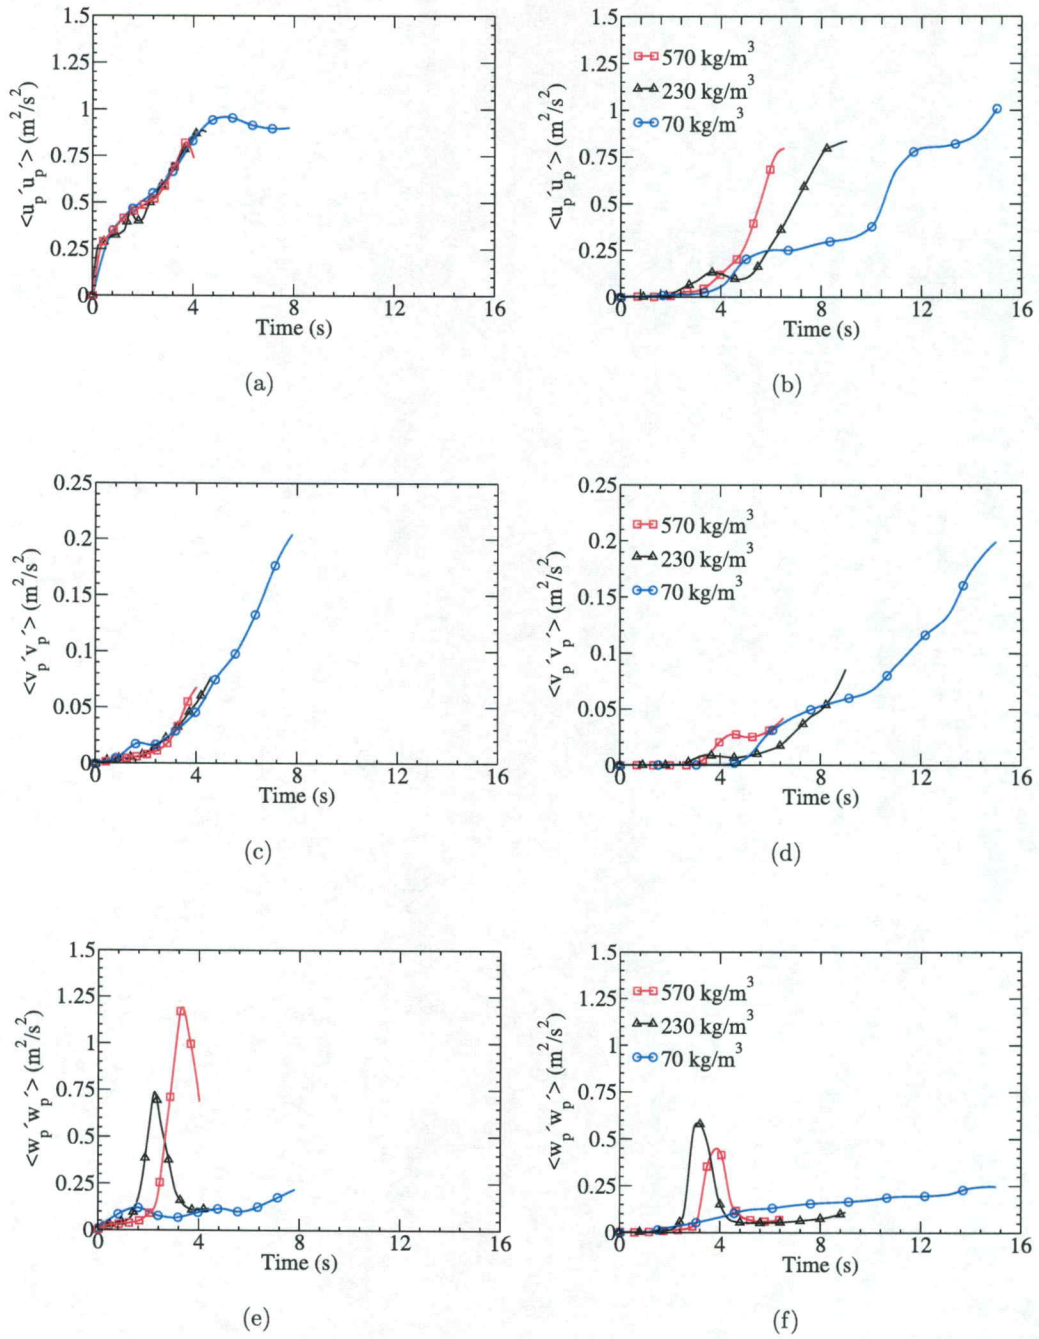 1.5
1.25
1
0.75
0.5
0.25
0
<u_p´u_p´> (m²/s²)
0 4 8 12 16
Time (s)
(a)
1.5
1.25
1
0.75
0.5
0.25
0
<u_p´u_p´> (m²/s²)
570 kg/m³
230 kg/m³
70 kg/m³
0 4 8 12 16
Time (s)
(b)
0.25
0.2
0.15
0.1
0.05
0
<v_p´v_p´> (m²/s²)
0 4 8 12 16
Time (s)
(c)
0.25
0.2
0.15
0.1
0.05
0
<v_p´v_p´> (m²/s²)
570 kg/m³
230 kg/m³
70 kg/m³
0 4 8 12 16
Time (s)
(d)
1.5
1.25
1
0.75
0.5
0.25
0
<w_p´w_p´> (m²/s²)
0 4 8 12 16
Time (s)
(e)
1.5
1.25
1
0.75
0.5
0.25
0
<w_p´w_p´> (m²/s²)
570 kg/m³
230 kg/m³
70 kg/m³
0 4 8 12 16
Time (s)
(f)